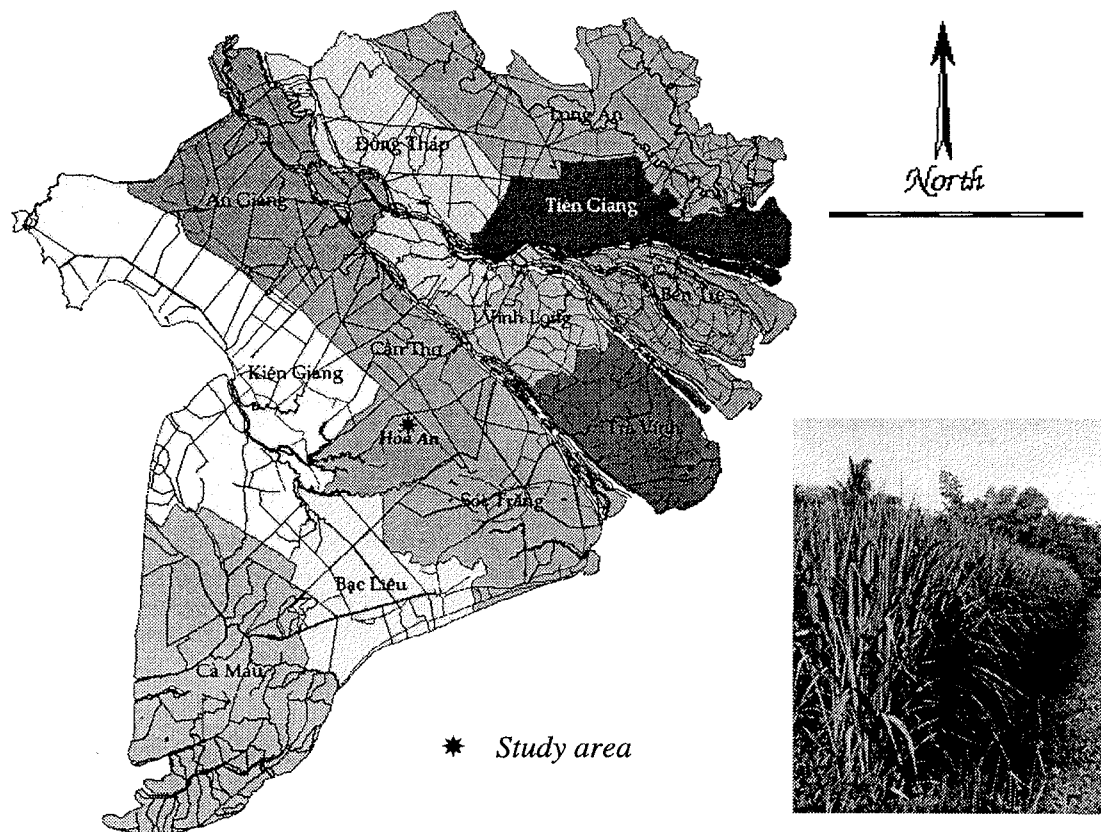 Long An
Đồng Tháp
North
An Giang
Tiền Giang
Bến Tre
Vĩnh Long
Cần Thơ
Kiên Giang
Hoà An
Trà Vinh
Sóc Trăng
Bạc Liêu
Cà Mau
Study area